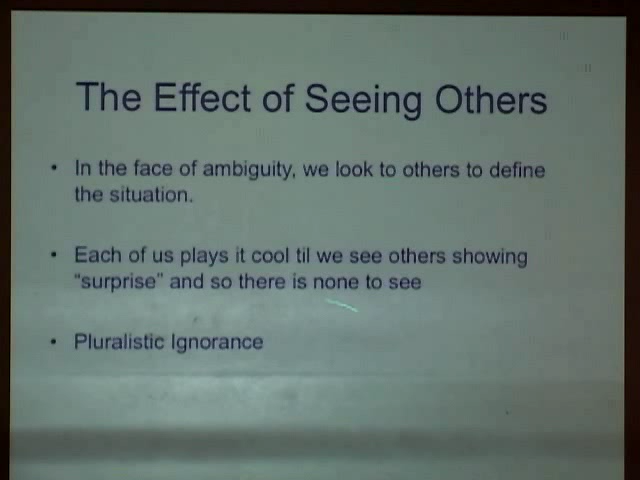 The Effect of Seeing Others
• In the face of ambiguity, we look to others to define
the situation.
• Each of us plays it cool til we see others showing
“surprise” and so there is none to see
• Pluralistic Ignorance